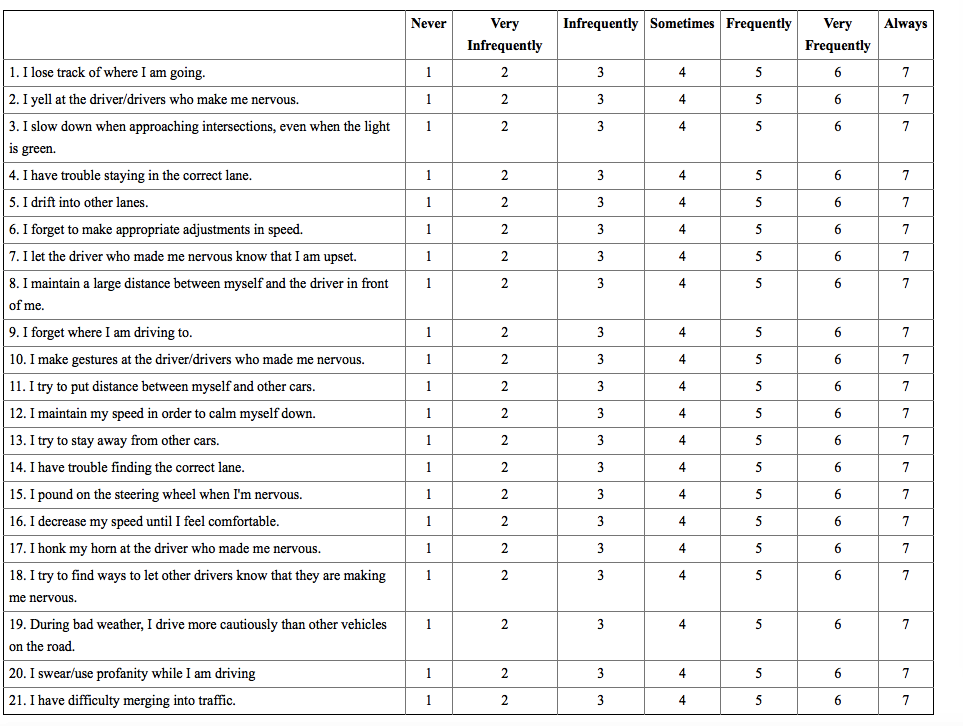 Never Very Infrequently Infrequently Sometimes Frequently Very Frequently Always
1. I lose track of where I am going. 1 2 3 4 5 6 7
2. I yell at the driver/drivers who make me nervous. 1 2 3 4 5 6 7
3. I slow down when approaching intersections, even when the light 1 2 3 4 5 6 7
is green.
4. I have trouble staying in the correct lane. 1 2 3 4 5 6 7
5. I drift into other lanes. 1 2 3 4 5 6 7
6. I forget to make appropriate adjustments in speed. 1 2 3 4 5 6 7
7. I let the driver who made me nervous know that I am upset. 1 2 3 4 5 6 7
8. I maintain a large distance between myself and the driver in front 1 2 3 4 5 6 7
of me.
9. I forget where I am driving to. 1 2 3 4 5 6 7
10. I make gestures at the driver/drivers who made me nervous. 1 2 3 4 5 6 7
11. I try to put distance between myself and other cars. 1 2 3 4 5 6 7
12. I maintain my speed in order to calm myself down. 1 2 3 4 5 6 7
13. I try to stay away from other cars. 1 2 3 4 5 6 7
14. I have trouble finding the correct lane. 1 2 3 4 5 6 7
15. I pound on the steering wheel when I'm nervous. 1 2 3 4 5 6 7
16. I decrease my speed until I feel comfortable. 1 2 3 4 5 6 7
17. I honk my horn at the driver who made me nervous. 1 2 3 4 5 6 7
18. I try to find ways to let other drivers know that they are making 1 2 3 4 5 6 7
me nervous.
19. During bad weather, I drive more cautiously than other vehicles 1 2 3 4 5 6 7
on the road.
20. I swear/use profanity while I am driving 1 2 3 4 5 6 7
21. I have difficulty merging into traffic. 1 2 3 4 5 6 7